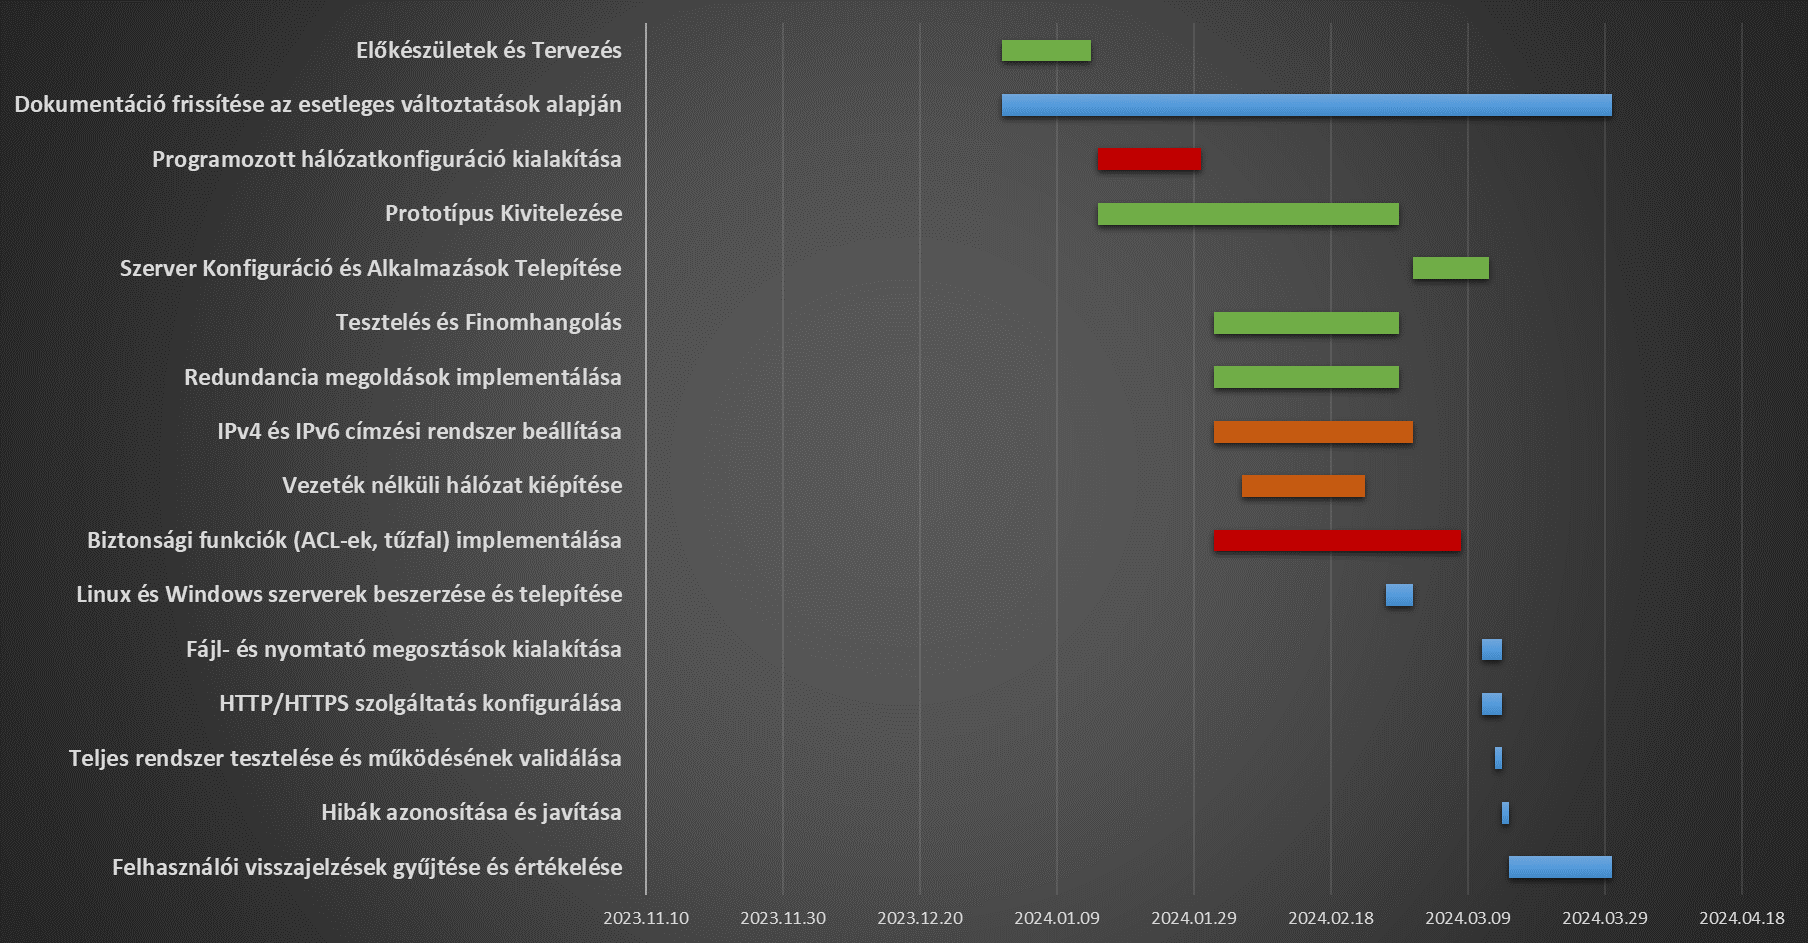 Előkészületek és Tervezés
Dokumentáció frissítése az esetleges változtatások alapján
Programozott hálózatkonfiguráció kialakítása
Prototípus Kivitelezése
Szerver Konfiguráció és Alkalmazások Telepítése
Tesztelés és Finomhangolás
Redundancia megoldások implementálása
IPv4 és IPv6 címzési rendszer beállítása
Vezeték nélküli hálózat kiépítése
Biztonsági funkciók (ACL-ek, tűzfal) implementálása
Linux és Windows szerverek beszerzése és telepítése
Fájl- és nyomtató megosztások kialakítása
HTTP/HTTPS szolgáltatás konfigurálása
Teljes rendszer tesztelése és működésének validálása
Hibák azonosítása és javítása
Felhasználói visszajelzések gyűjtése és értékelése
2023.11.10 2023.11.30 2023.12.20 2024.01.09 2024.01.29 2024.02.18 2024.03.09 2024.03.29 2024.04.18